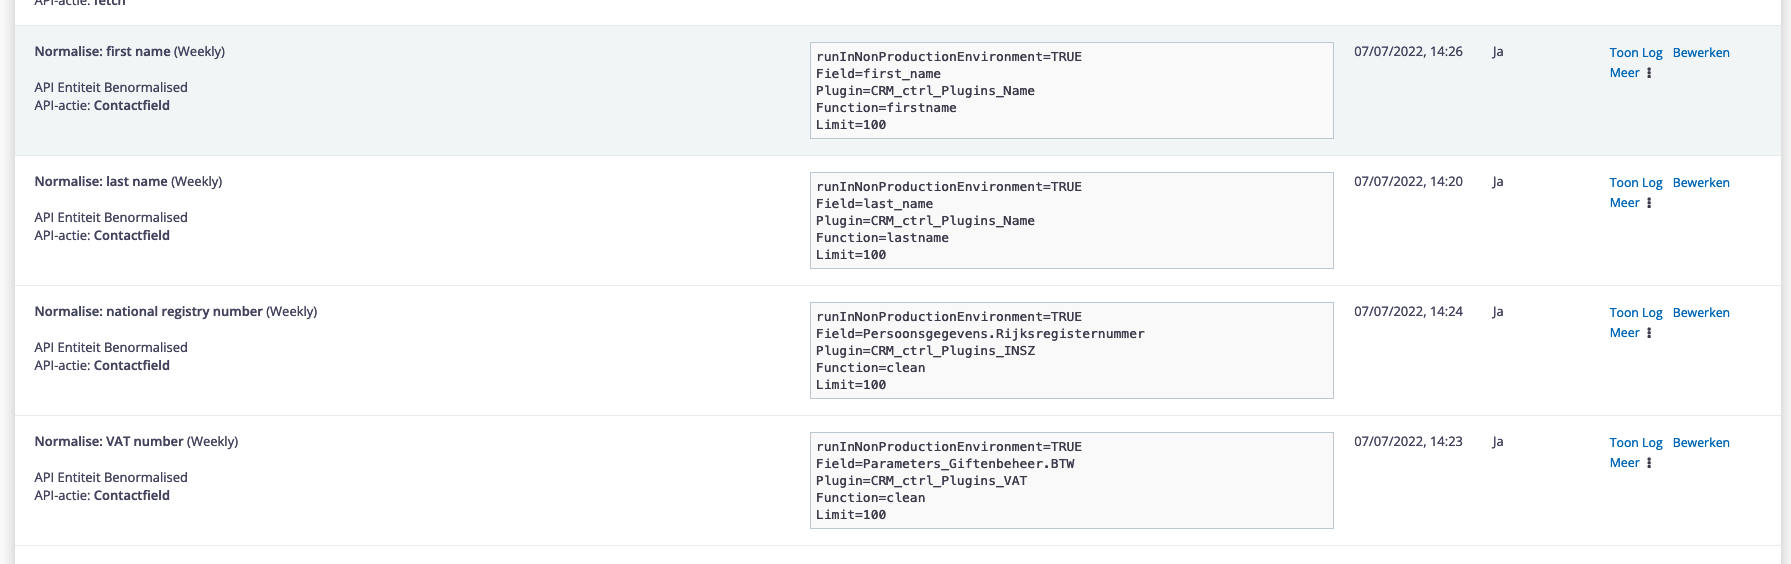 API-actie: fetch
Normalise: first name (Weekly)
API Entiteit Benormalised
API-actie: Contactfield
runInNonProductionEnvironment=TRUE
Field=first_name
Plugin=CRM_ctrl_Plugins_Name
Function=firstname
Limit=100
07/07/2022, 14:26
Ja
Toon Log Bewerken
Meer
Normalise: last name (Weekly)
API Entiteit Benormalised
API-actie: Contactfield
runInNonProductionEnvironment=TRUE
Field=last_name
Plugin=CRM_ctrl_Plugins_Name
Function=lastname
Limit=100
07/07/2022, 14:20
Ja
Toon Log Bewerken
Meer
Normalise: national registry number (Weekly)
API Entiteit Benormalised
API-actie: Contactfield
runInNonProductionEnvironment=TRUE
Field=Persoonsgegevens.Rijksregisternummer
Plugin=CRM_ctrl_Plugins_INSZ
Function=clean
Limit=100
07/07/2022, 14:24
Ja
Toon Log Bewerken
Meer
Normalise: VAT number (Weekly)
API Entiteit Benormalised
API-actie: Contactfield
runInNonProductionEnvironment=TRUE
Field=Parameters_Giftenbeheer.BTW
Plugin=CRM_ctrl_Plugins_VAT
Function=clean
Limit=100
07/07/2022, 14:23
Ja
Toon Log Bewerken
Meer